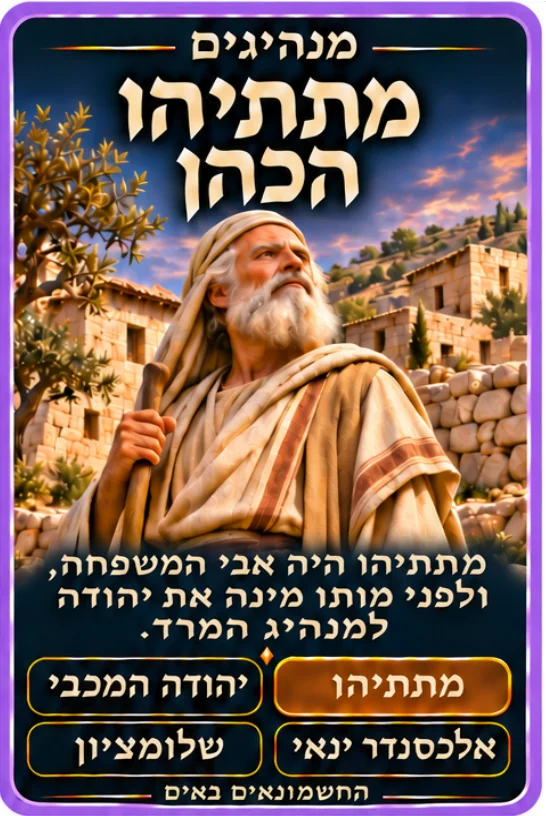 מנהיגים
מתתיהו
הכהן
מתתיהו היה אבי המשפחה,
ולפני מותו מינה את יהודה
למנהיג המרד.
מתתיהו
יהודה המכבי
אלכסנדר ינאי
שלומציון
החשמונאים באים